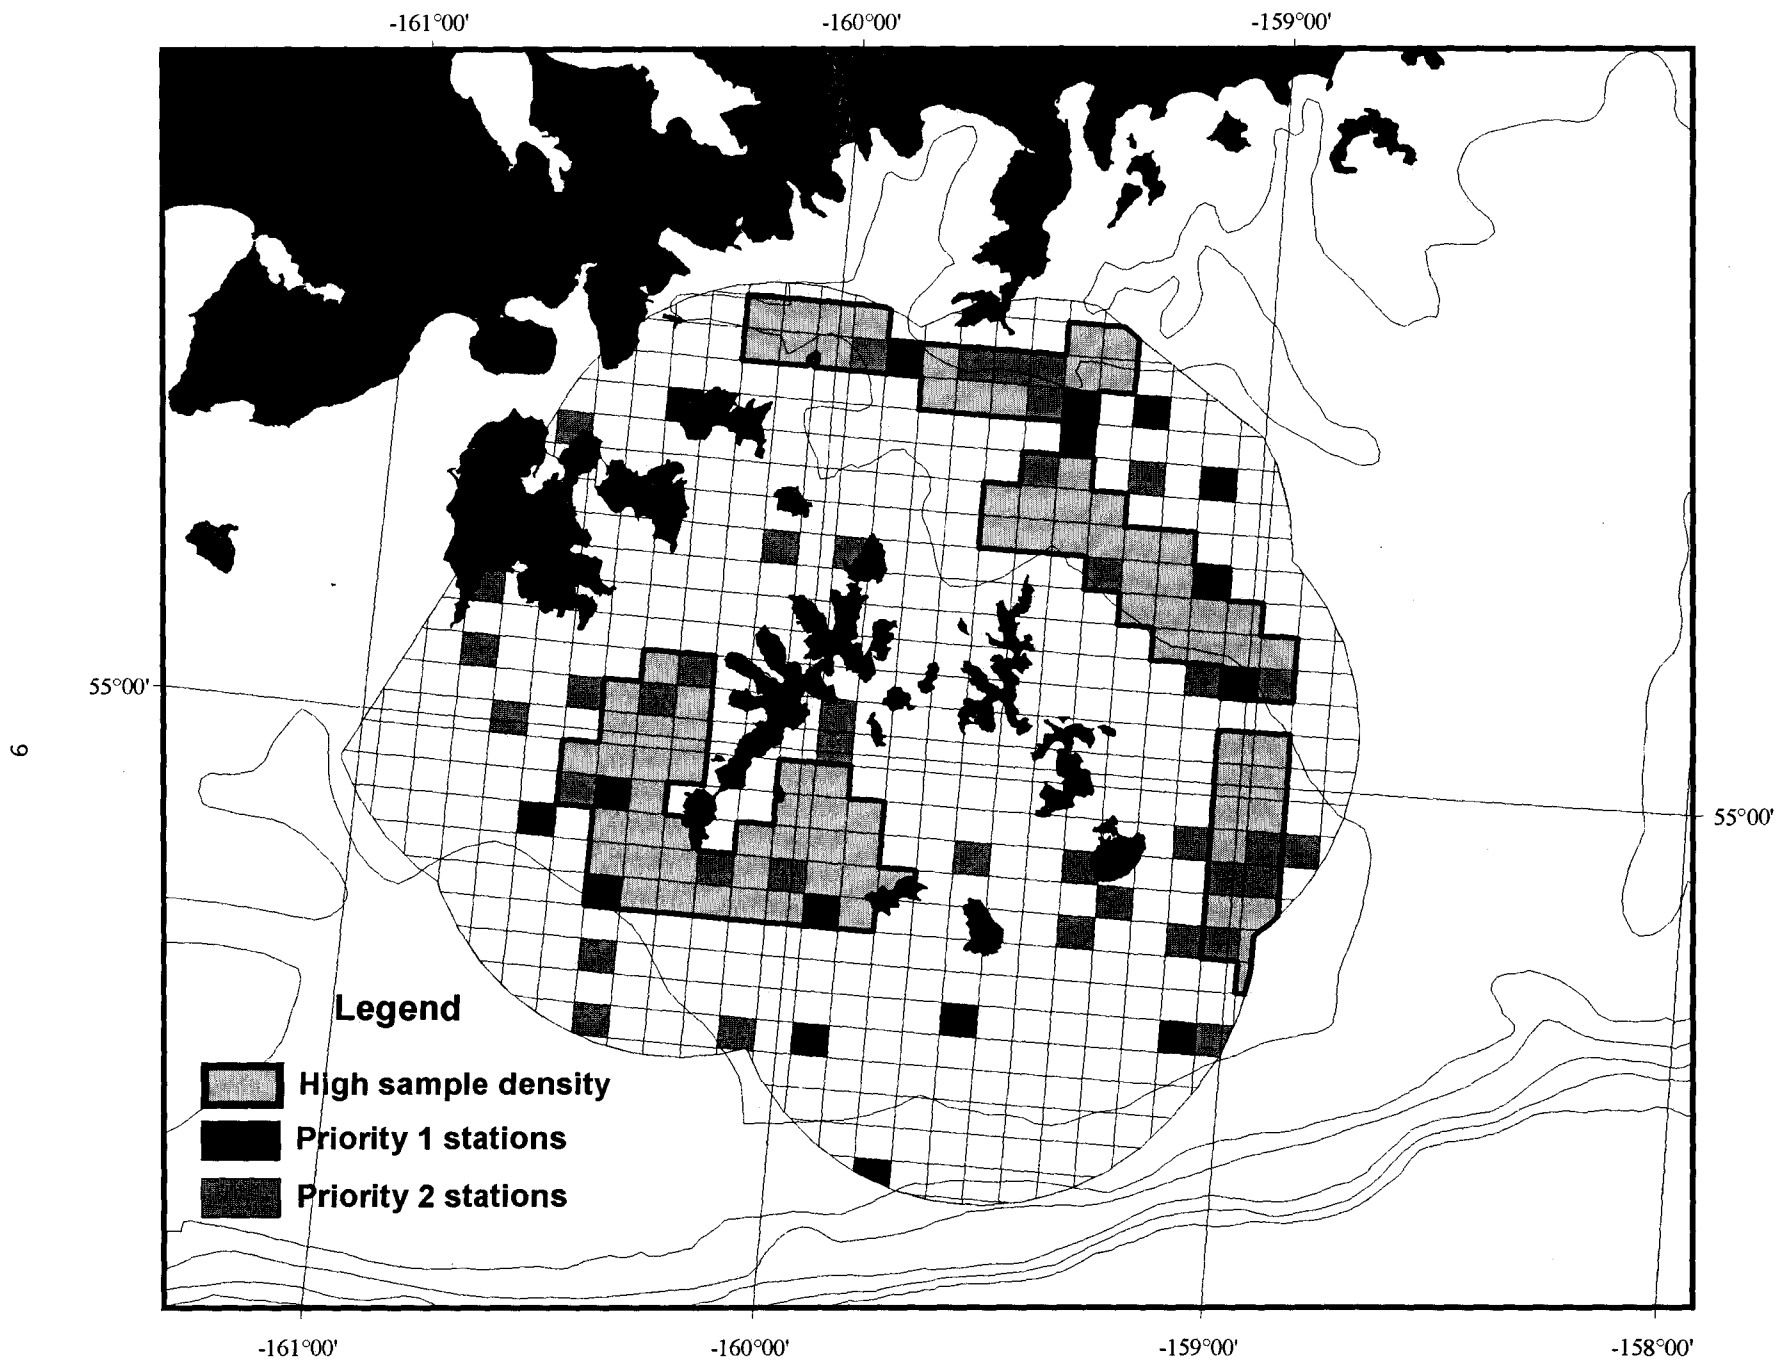 -161°00' -160°00' -159°00'
55°00'
55°00'
6
Legend
High sample density
Priority 1 stations
Priority 2 stations
-161°00' -160°00' -159°00' -158°00'